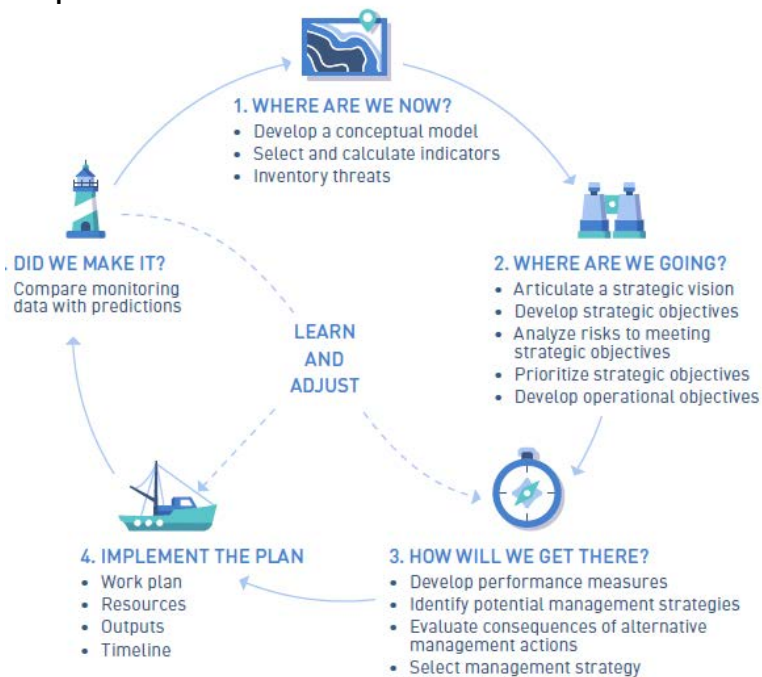 1. WHERE ARE WE NOW?
• Develop a conceptual model
• Select and calculate indicators
• Inventory threats
2. WHERE ARE WE GOING?
• Articulate a strategic vision
• Develop strategic objectives
• Analyze risks to meeting
strategic objectives
• Prioritize strategic objectives
• Develop operational objectives
3. HOW WILL WE GET THERE?
• Develop performance measures
• Identify potential management strategies
• Evaluate consequences of alternative
management actions
• Select management strategy
4. IMPLEMENT THE PLAN
• Work plan
• Resources
• Outputs
• Timeline
. DID WE MAKE IT?
Compare monitoring
data with predictions
LEARN
AND
ADJUST